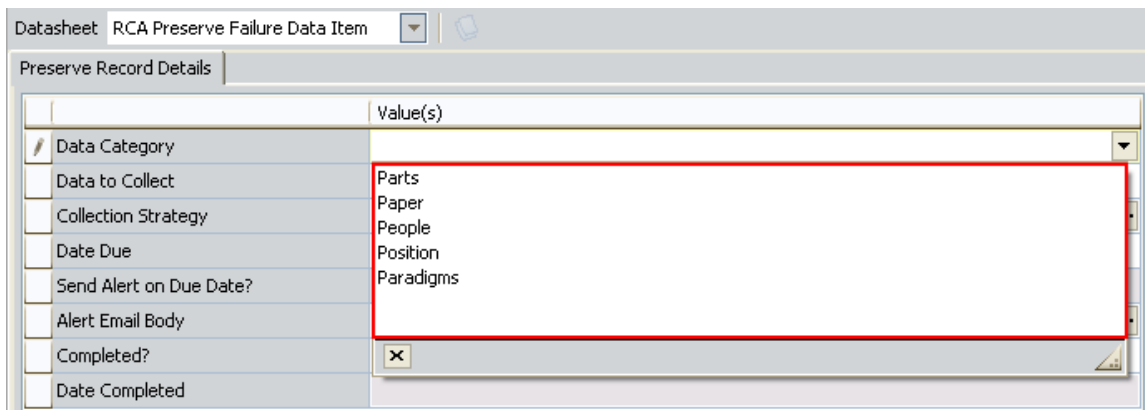 Datasheet RCA Preserve Failure Data Item
Preserve Record Details
Value(s)
Data Category
Data to Collect
Collection Strategy
Date Due
Send Alert on Due Date?
Alert Email Body
Completed?
Date Completed
Parts
Paper
People
Position
Paradigms